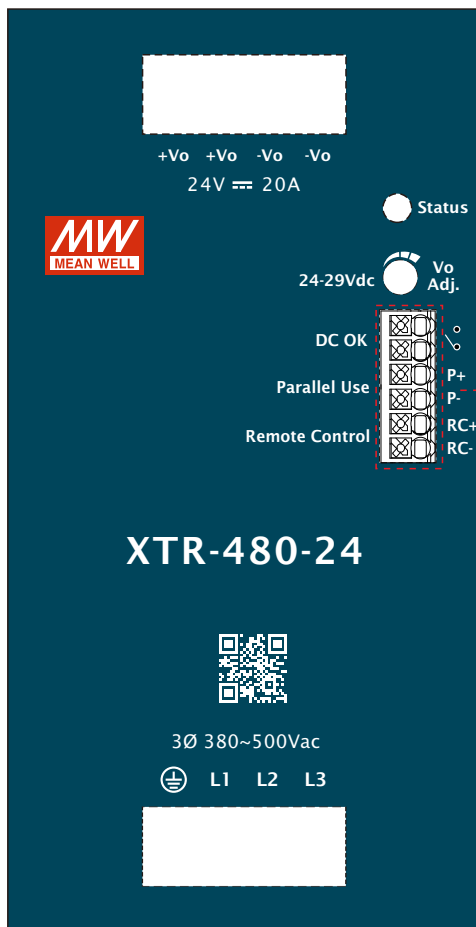 +Vo +Vo -Vo -Vo
24V ⎓ 20A
Status
MW
MEAN WELL
24-29Vdc
Vo
Adj.
DC OK
Parallel Use
P+
P-
Remote Control
RC+
RC-
XTR-480-24
3Ø 380~500Vac
L1 L2 L3